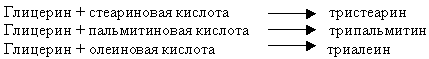 Глицерин + стеариновая кислота тристеарин
Глицерин + пальмитиновая кислота трипальмитин
Глицерин + олеиновая кислота триалеин